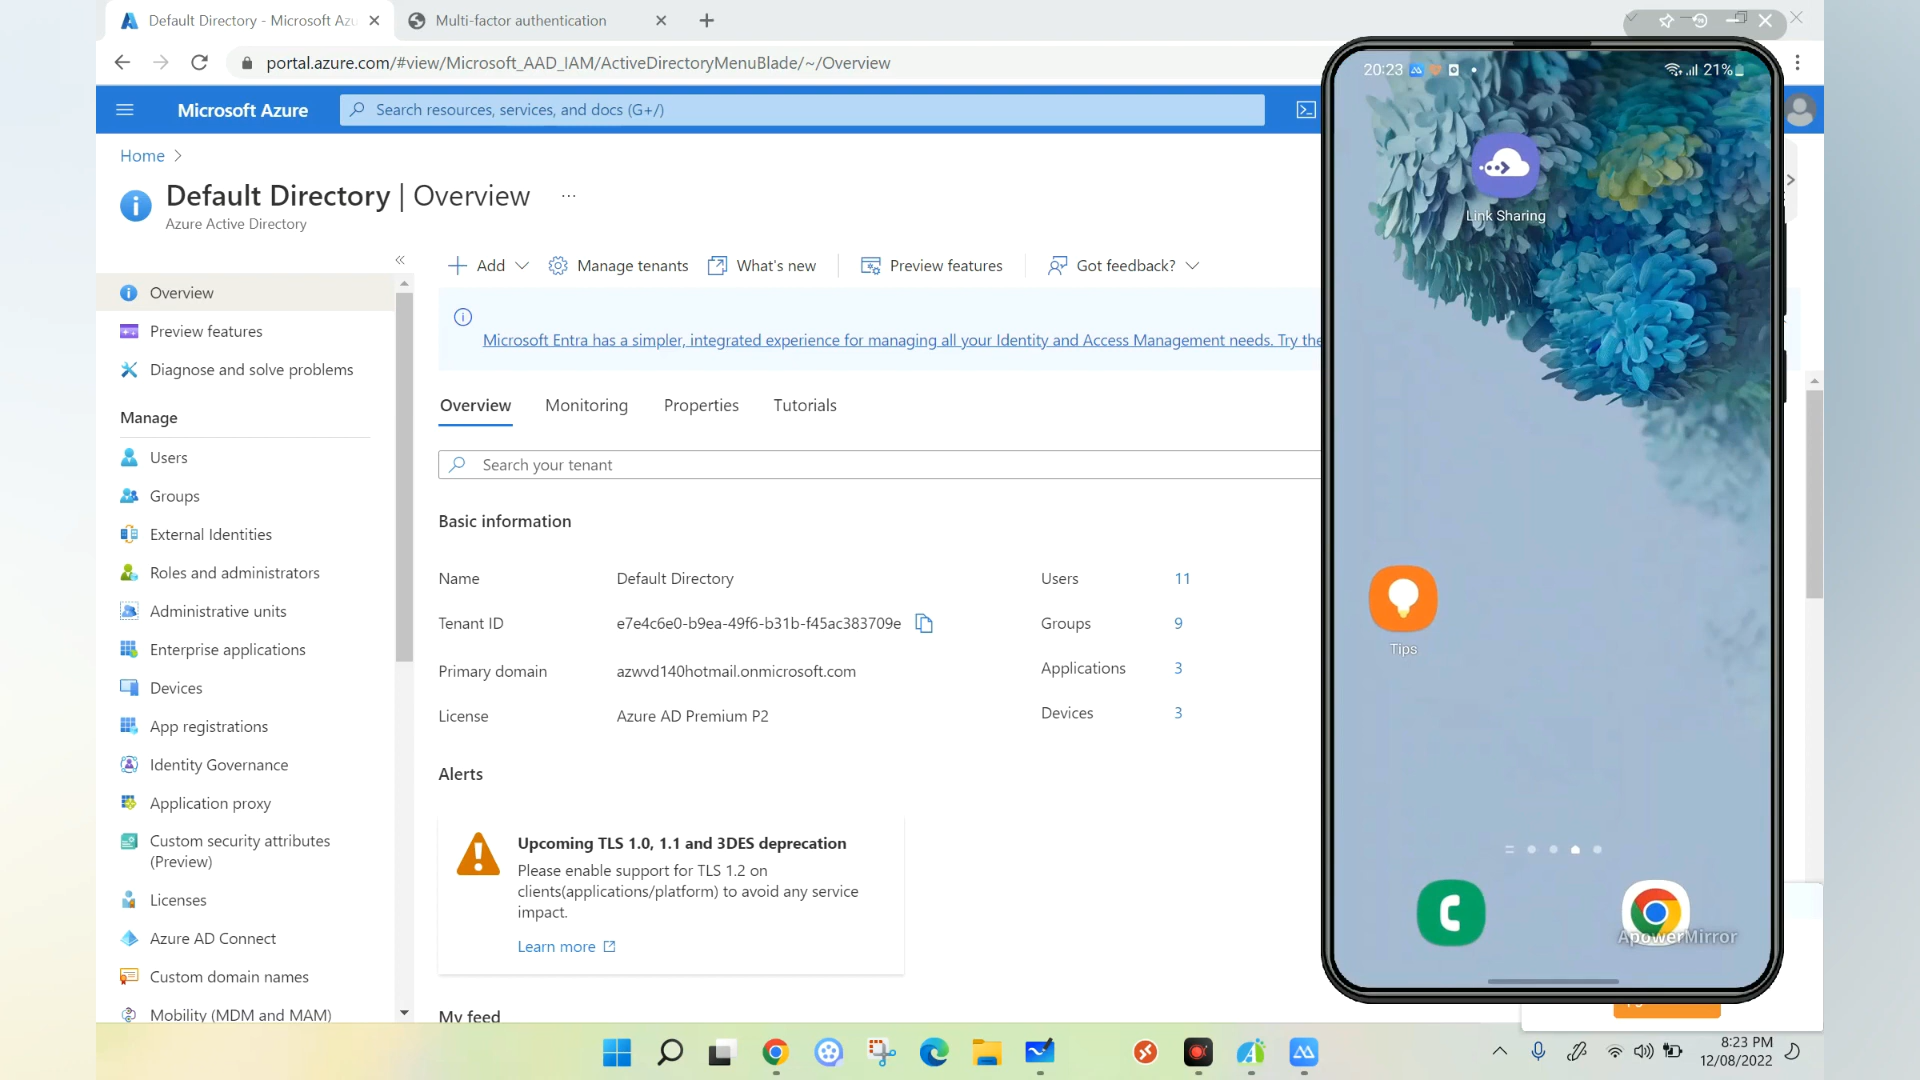 Default Directory - Microsoft Azu
Multi-factor authentication
portal.azure.com/#view/Microsoft_AAD_IAM/ActiveDirectoryMenuBlade/~/Overview
Microsoft Azure
Search resources, services, and docs (G+/)
Home
Default Directory | Overview ...
Azure Active Directory
Add
Manage tenants
What's new
Preview features
Got feedback?
Overview
Preview features
Diagnose and solve problems
Manage
Users
Groups
External Identities
Roles and administrators
Administrative units
Enterprise applications
Devices
App registrations
Identity Governance
Application proxy
Custom security attributes
(Preview)
Licenses
Azure AD Connect
Custom domain names
Mobility (MDM and MAM)
Microsoft Entra has a simpler, integrated experience for managing all your Identity and Access Management needs. Try the
Overview
Monitoring
Properties
Tutorials
Search your tenant
Basic information
Name Default Directory
Tenant ID e7e4c6e0-b9ea-49f6-b31b-f45ac383709e
Primary domain azwvd140hotmail.onmicrosoft.com
License Azure AD Premium P2
Users 11
Groups 9
Applications 3
Devices 3
Alerts
Upcoming TLS 1.0, 1.1 and 3DES deprecation
Please enable support for TLS 1.2 on
clients(applications/platform) to avoid any service
impact.
Learn more
My feed
20:23
21%
Link Sharing
Tips
ApowerMirror
8:23 PM
12/08/2022